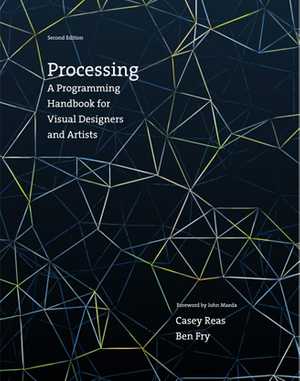 Second Edition
Processing
A Programming
Handbook for
Visual Designers
and Artists
Foreword by John Maeda
Casey Reas
Ben Fry